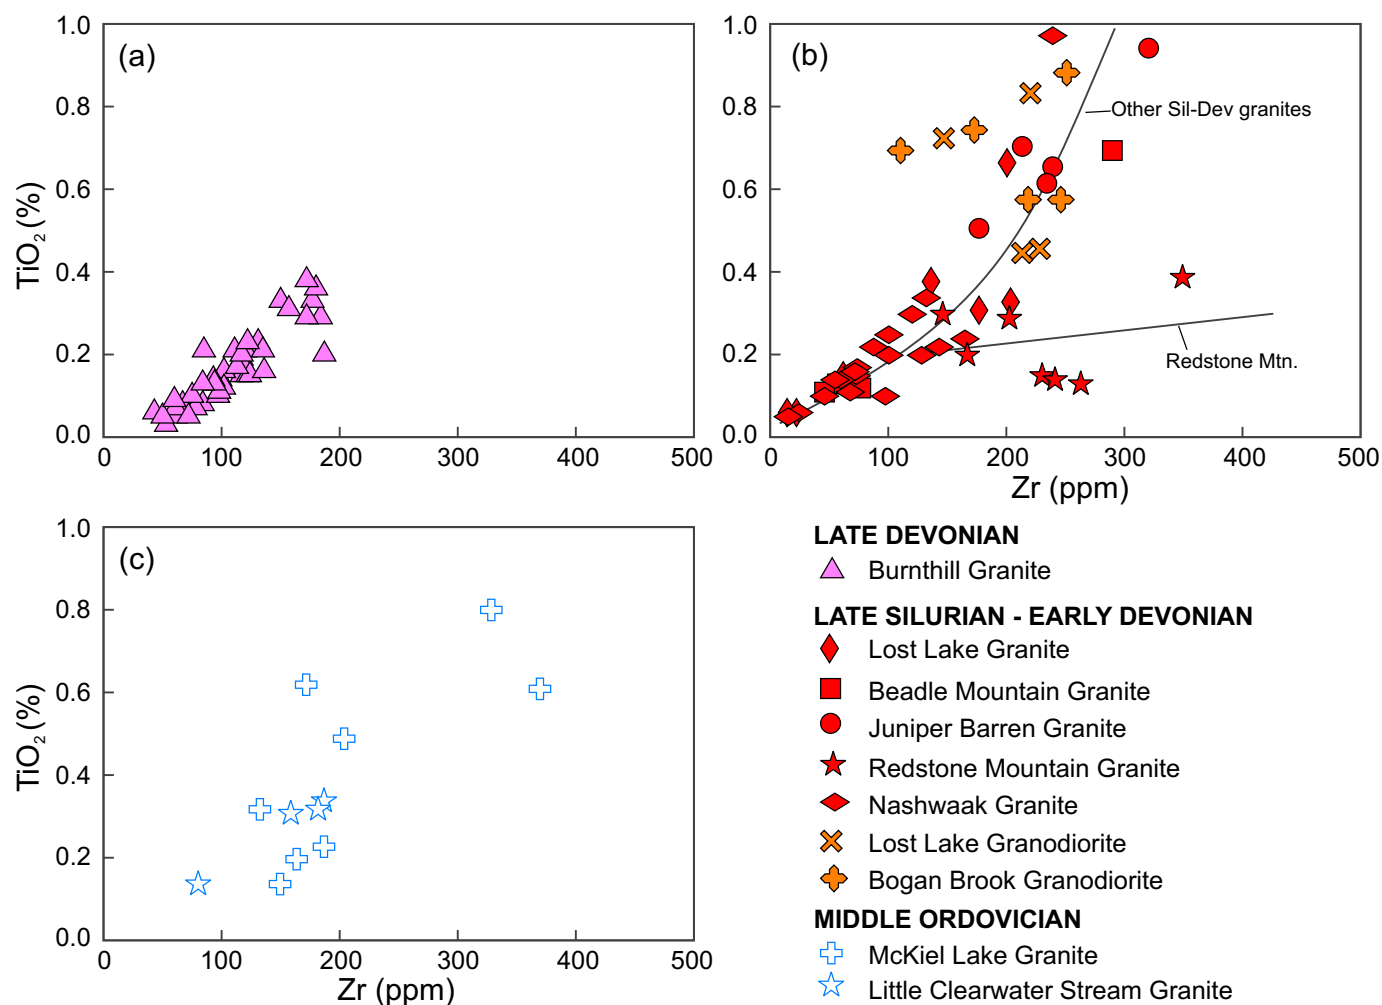 (a)
1.0
0.8
0.6
0.4
0.2
0.0
TiO2 (%)
0 100 200 300 400 500
(b)
1.0
0.8
0.6
0.4
0.2
0.0
Other Sil-Dev granites
Redstone Mtn.
0 100 200 300 400 500
Zr (ppm)
(c)
1.0
0.8
0.6
0.4
0.2
0.0
TiO2 (%)
0 100 200 300 400 500
Zr (ppm)
LATE DEVONIAN
Burnthill Granite
LATE SILURIAN - EARLY DEVONIAN
Lost Lake Granite
Beadle Mountain Granite
Juniper Barren Granite
Redstone Mountain Granite
Nashwaak Granite
Lost Lake Granodiorite
Bogan Brook Granodiorite
MIDDLE ORDOVICIAN
McKiel Lake Granite
Little Clearwater Stream Granite